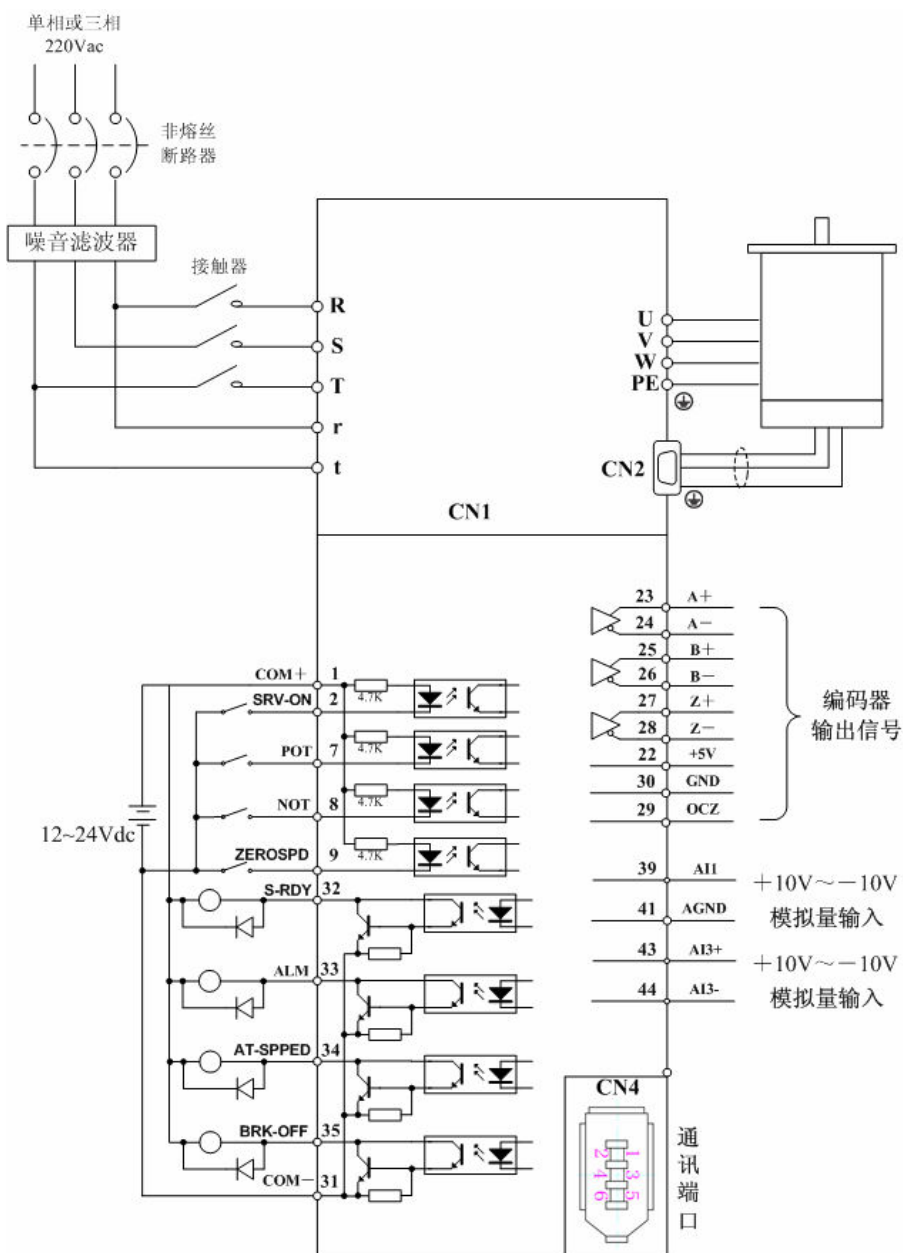 单相或三相
220Vac
非熔丝
断路器
噪音滤波器
接触器
R
S
T
r
t
U
V
W
PE
CN2
CN1
COM+ 1
SRV-ON 2
4.7K
POT 7
4.7K
NOT 8
4.7K
ZEROSPD 9
4.7K
12~24Vdc
S-RDY 32
ALM 33
AT-SPPED 34
BRK-OFF 35
COM- 31
23 A+
24 A-
25 B+
26 B-
27 Z+
28 Z-
22 +5V
30 GND
29 OCZ
编码器
输出信号
39 AI1
41 AGND
+10V~-10V
模拟量输入
43 AI3+
44 AI3-
+10V~-10V
模拟量输入
CN4
1 3 5
2 4 6
通
讯
端
口